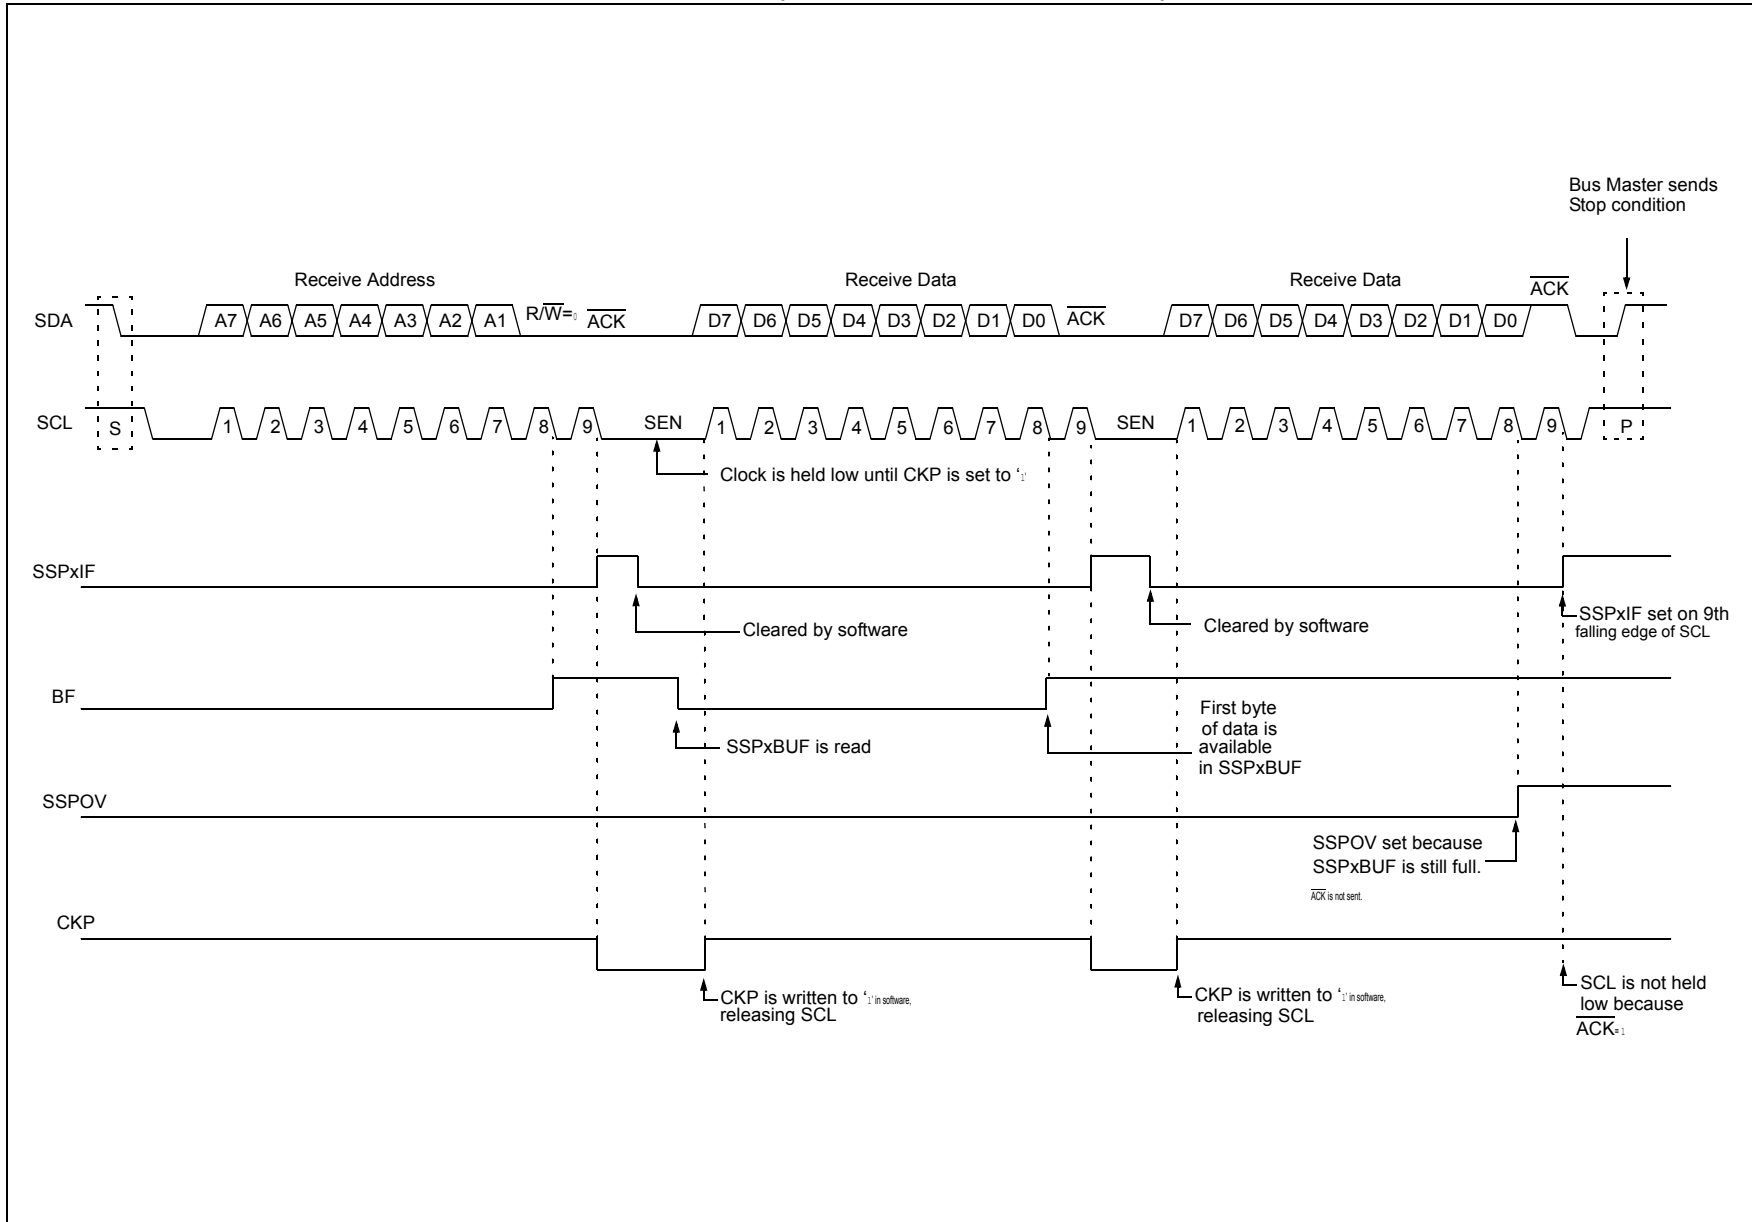 Bus Master sends
Stop condition
Receive Address
Receive Data
Receive Data
ACK
SDA
A7 A6 A5 A4 A3 A2 A1 R/W=0 ACK D7 D6 D5 D4 D3 D2 D1 D0 ACK D7 D6 D5 D4 D3 D2 D1 D0
SCL
S 1 2 3 4 5 6 7 8 9 SEN 1 2 3 4 5 6 7 8 9 SEN 1 2 3 4 5 6 7 8 9 P
Clock is held low until CKP is set to ‘1’
SSPxIF
Cleared by software
Cleared by software
SSPxIF set on 9th
falling edge of SCL
BF
SSPxBUF is read
First byte
of data is
available
in SSPxBUF
SSPOV
SSPOV set because
SSPxBUF is still full.
ACK is not sent.
CKP
CKP is written to ‘1’ in software,
releasing SCL
CKP is written to ‘1’ in software,
releasing SCL
SCL is not held
low because
ACK= 1